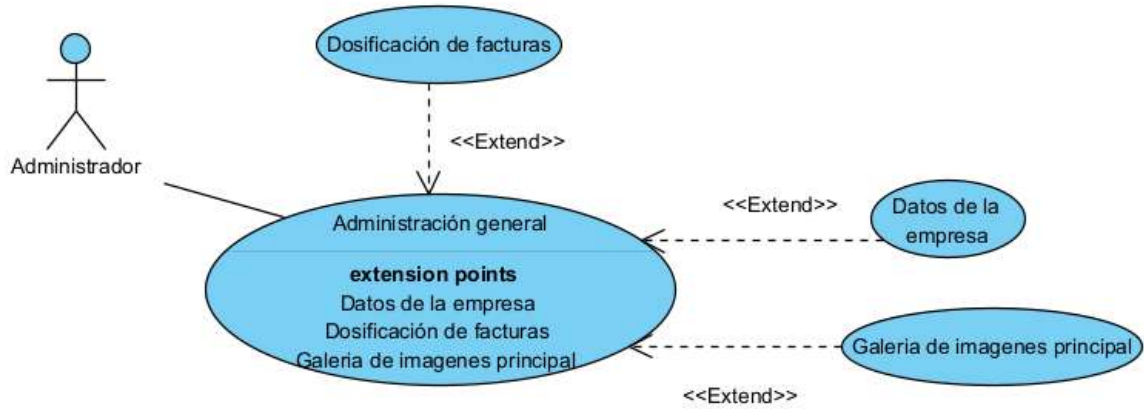 Dosificación de facturas
<<Extend>>
Administrador
Administración general
extension points
Datos de la empresa
Dosificación de facturas
Galeria de imagenes principal
<<Extend>>
Datos de la
empresa
Galeria de imagenes principal
<<Extend>>